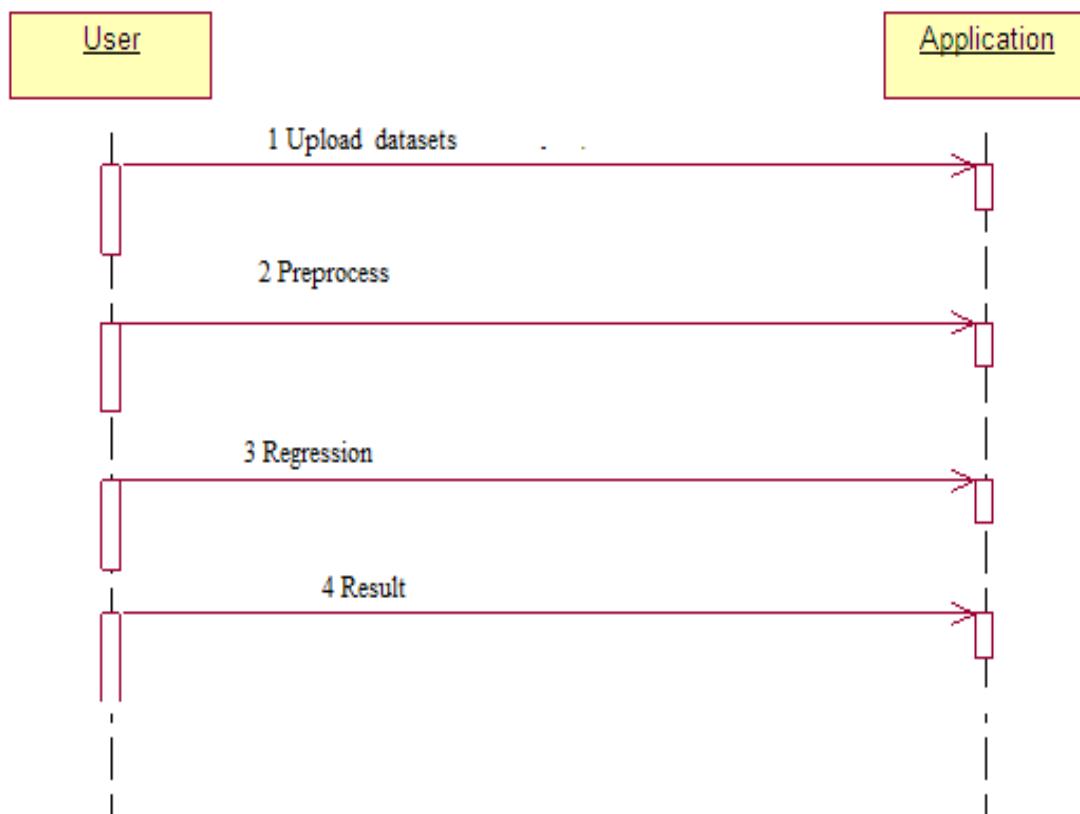 User
Application
1 Upload datasets
2 Preprocess
3 Regression
4 Result